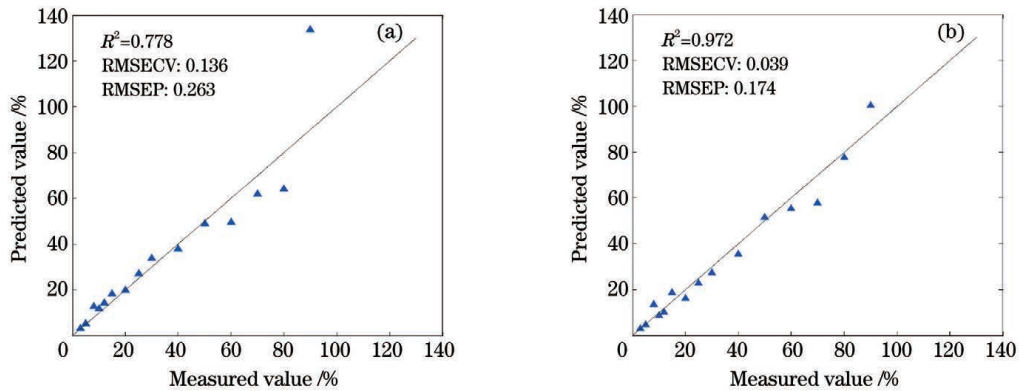 140
120
100
80
60
40
20
0
20
40
60
80
100
120
140
Predicted value /%
Measured value /%
R²=0.778
RMSECV: 0.136
RMSEP: 0.263
(a)
140
120
100
80
60
40
20
0
20
40
60
80
100
120
140
Predicted value /%
Measured value /%
R²=0.972
RMSECV: 0.039
RMSEP: 0.174
(b)